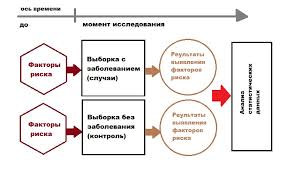 ось времени
до
момент исследования
Факторы
риска
Выборка с
заболеванием
(случаи)
Результаты
выявления
факторов
риска
Факторы
риска
Выборка без
заболевания
(контроль)
Результаты
выявления
факторов
риска
Анализ
статистических
данных